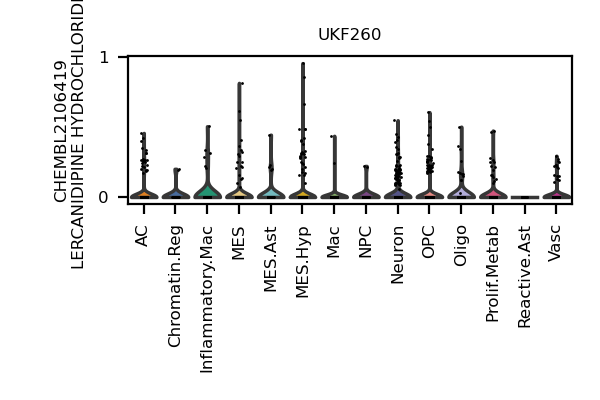 UKF260
CHEMBL2106419
LERCANIDIPINE
1
0
AC
Chromatin.Reg
Inflammatory.Mac
MES
MES.Ast
MES.Hyp
Mac
NPC
Neuron
OPC
Oligo
Prolif.Metab
Reactive.Ast
Vasc